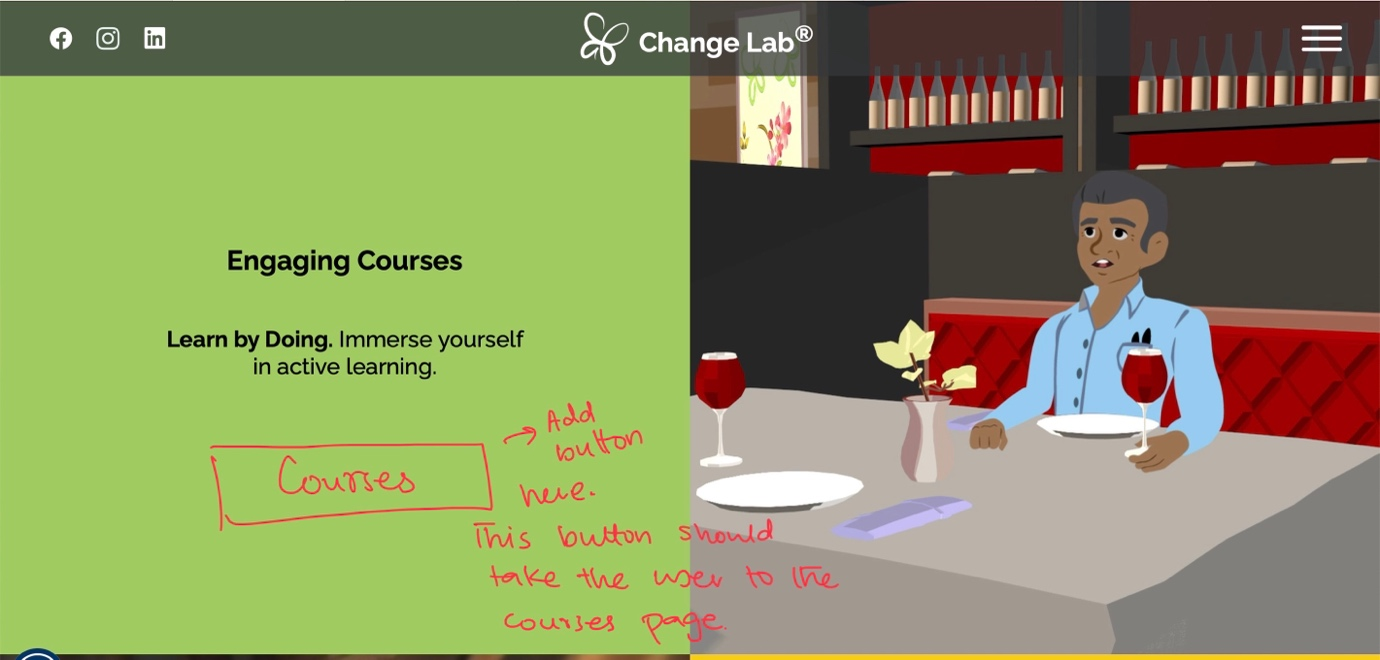 Change Lab®
Engaging Courses
Learn by Doing. Immerse yourself
in active learning.
Courses
→ Add
button
here.
This button should
take the user to the
courses page.